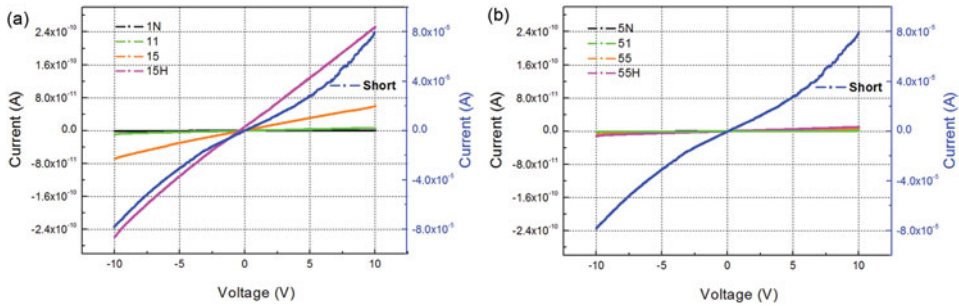 (a)
1N
11
15
15H
Short
2.4x10⁻¹⁰
1.6x10⁻¹⁰
8.0x10⁻¹¹
0.0
-8.0x10⁻¹¹
-1.6x10⁻¹⁰
-2.4x10⁻¹⁰
Current (A)
8.0x10⁻⁵
4.0x10⁻⁵
0.0
-4.0x10⁻⁵
-8.0x10⁻⁵
Current (A)
-10 -5 0 5 10
Voltage (V)
(b)
5N
51
55
55H
Short
2.4x10⁻¹⁰
1.6x10⁻¹⁰
8.0x10⁻¹¹
0.0
-8.0x10⁻¹¹
-1.6x10⁻¹⁰
-2.4x10⁻¹⁰
Current (A)
8.0x10⁻⁵
4.0x10⁻⁵
0.0
-4.0x10⁻⁵
-8.0x10⁻⁵
Current (A)
-10 -5 0 5 10
Voltage (V)